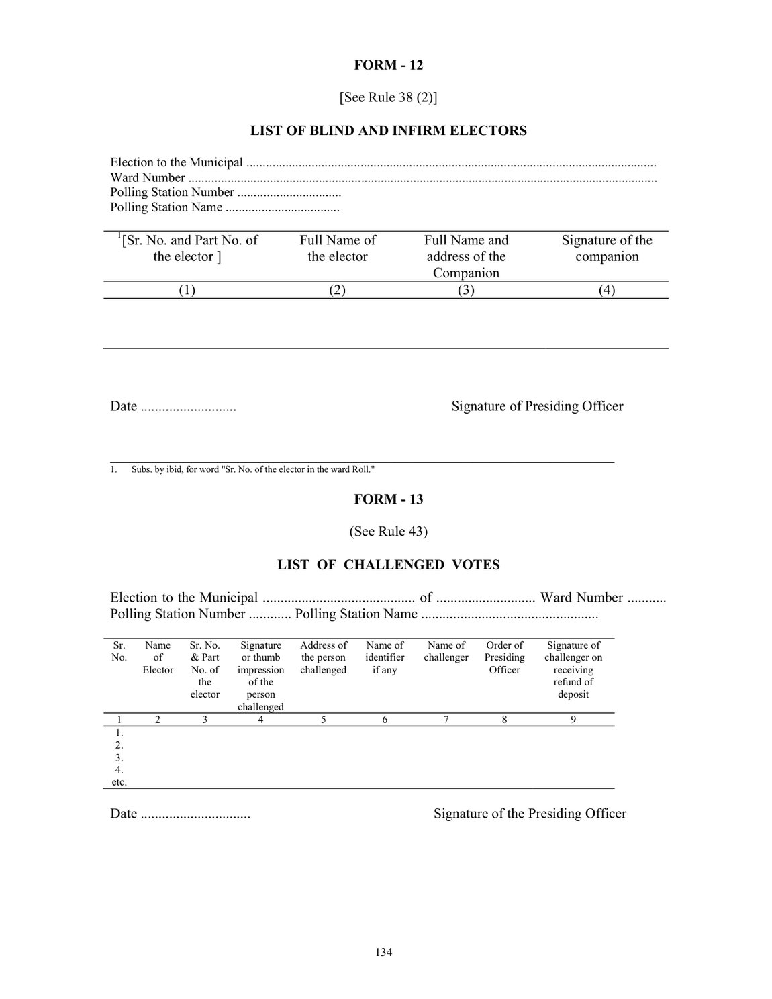 FORM - 12
[See Rule 38 (2)]
LIST OF BLIND AND INFIRM ELECTORS
Election to the Municipal ..............................................................................................................................
Ward Number ................................................................................................................................................
Polling Station Number ................................
Polling Station Name ...................................
1[Sr. No. and Part No. of the elector ] Full Name of the elector Full Name and address of the Companion Signature of the companion
(1) (2) (3) (4)
Date ........................... Signature of Presiding Officer
1. Subs. by ibid, for word "Sr. No. of the elector in the ward Roll."
FORM - 13
(See Rule 43)
LIST OF CHALLENGED VOTES
Election to the Municipal ........................................... of ............................ Ward Number ...........
Polling Station Number ............ Polling Station Name ..................................................
Sr. No. Name of Elector Sr. No. & Part No. of the elector Signature or thumb impression of the person challenged Address of the person challenged Name of identifier if any Name of challenger Order of Presiding Officer Signature of challenger on receiving refund of deposit
1 2 3 4 5 6 7 8 9
1.
2.
3.
4.
etc.
Date ............................... Signature of the Presiding Officer
134